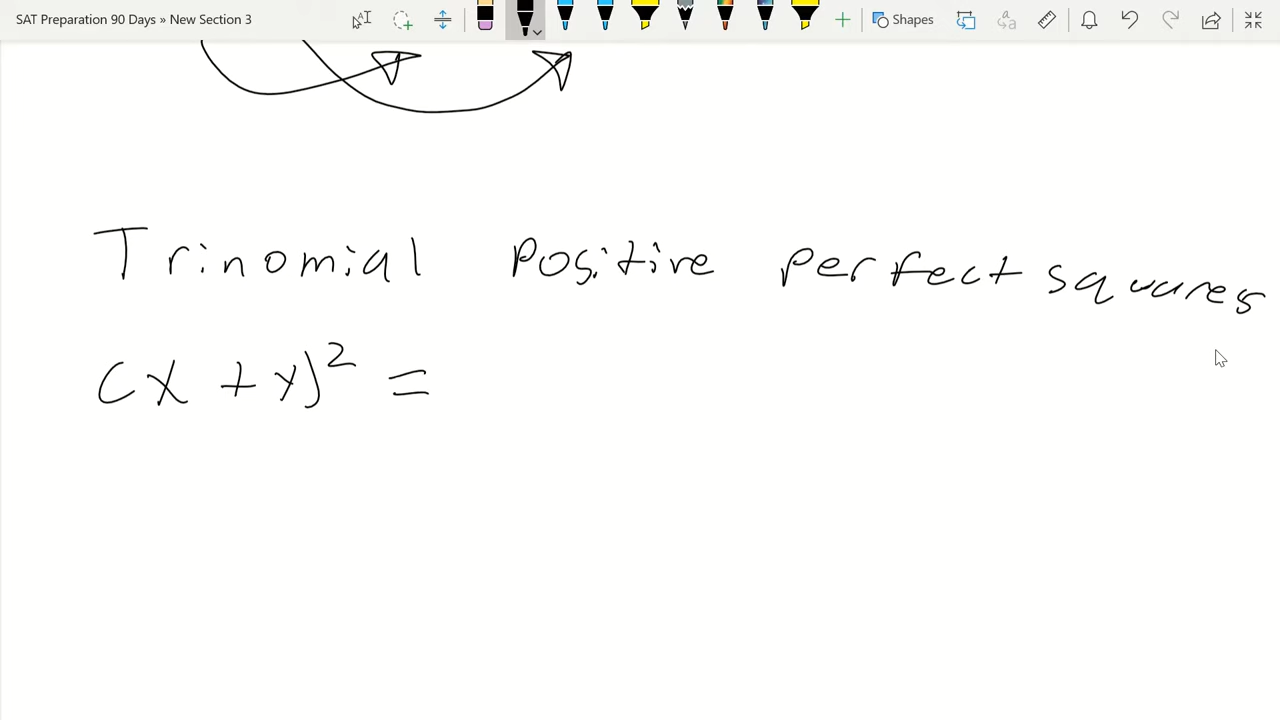 SAT Preparation 90 Days » New Section 3
Shapes
Trinomial Positive perfect squares
(x + y)² =